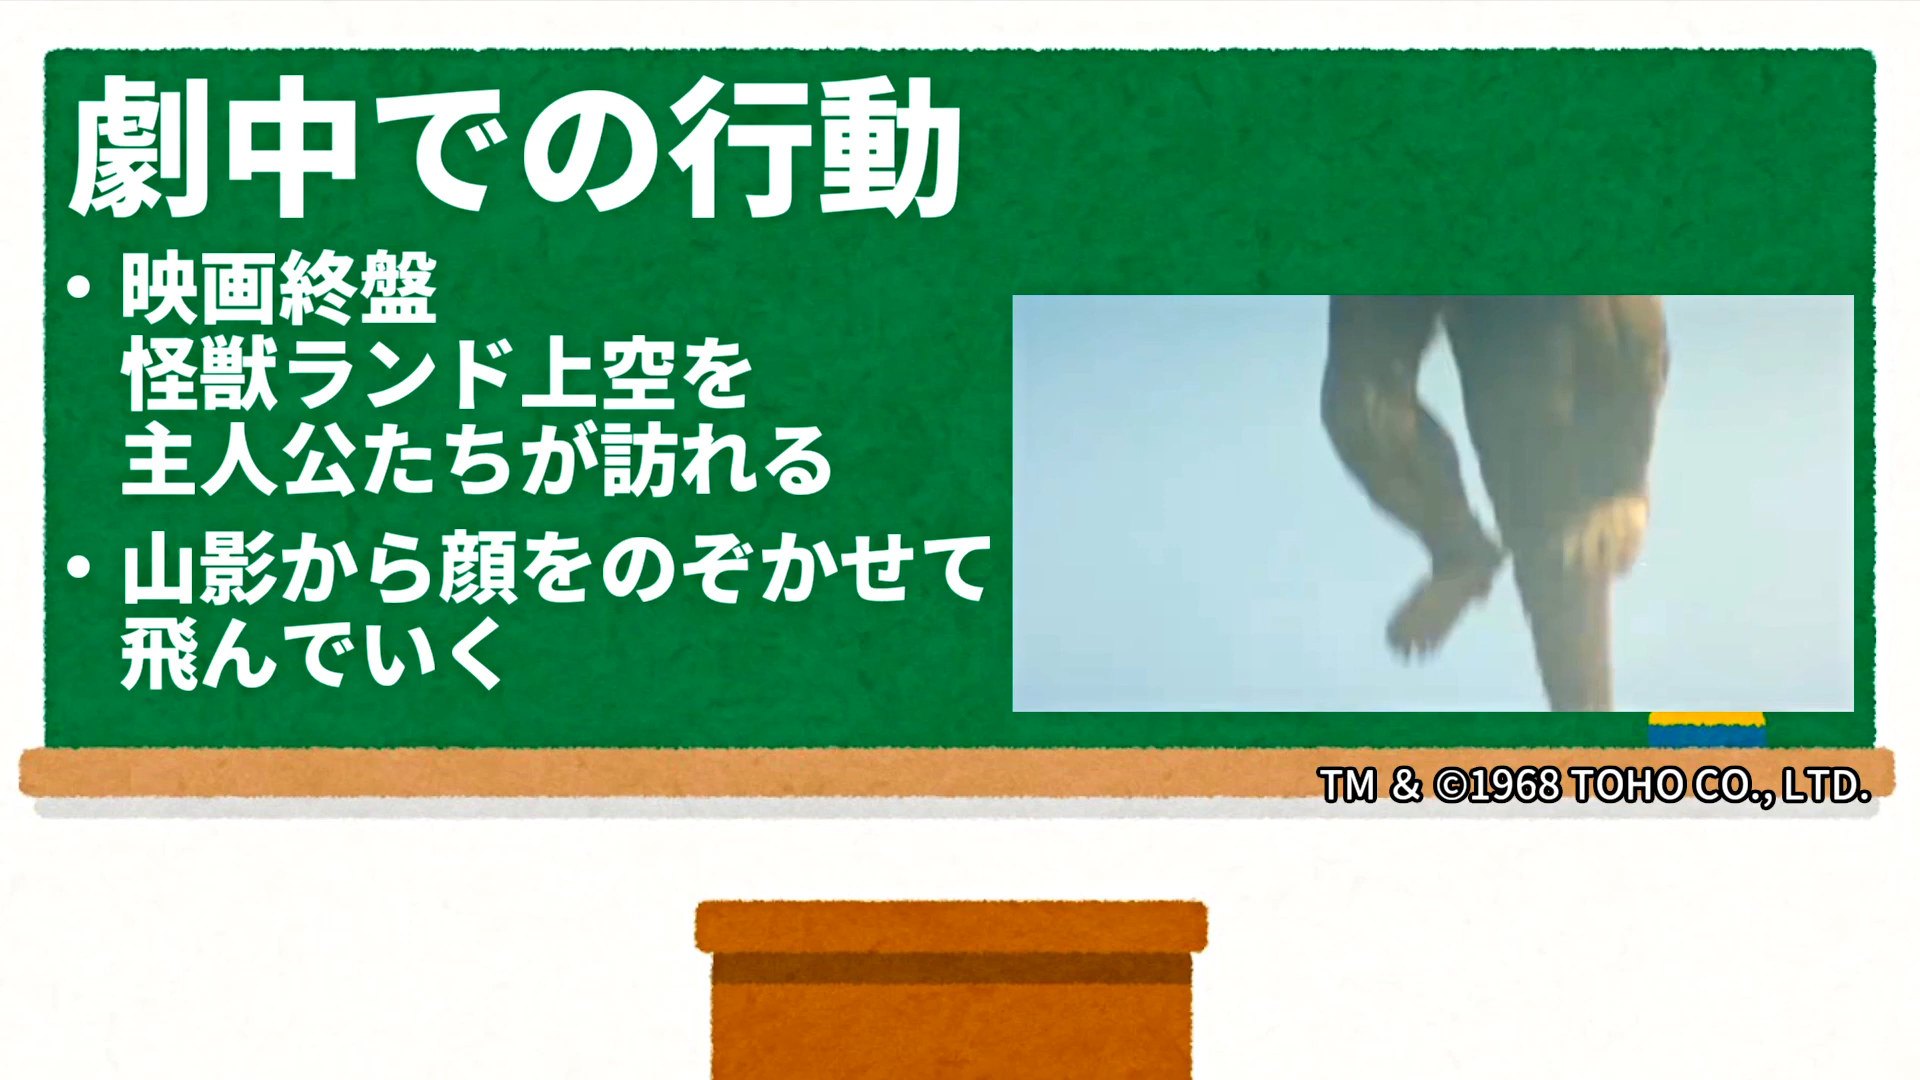 劇中での行動
・映画終盤
怪獣ランド上空を
主人公たちが訪れる
・山影から顔をのぞかせて
飛んでいく
TM & ©1968 TOHO CO., LTD.